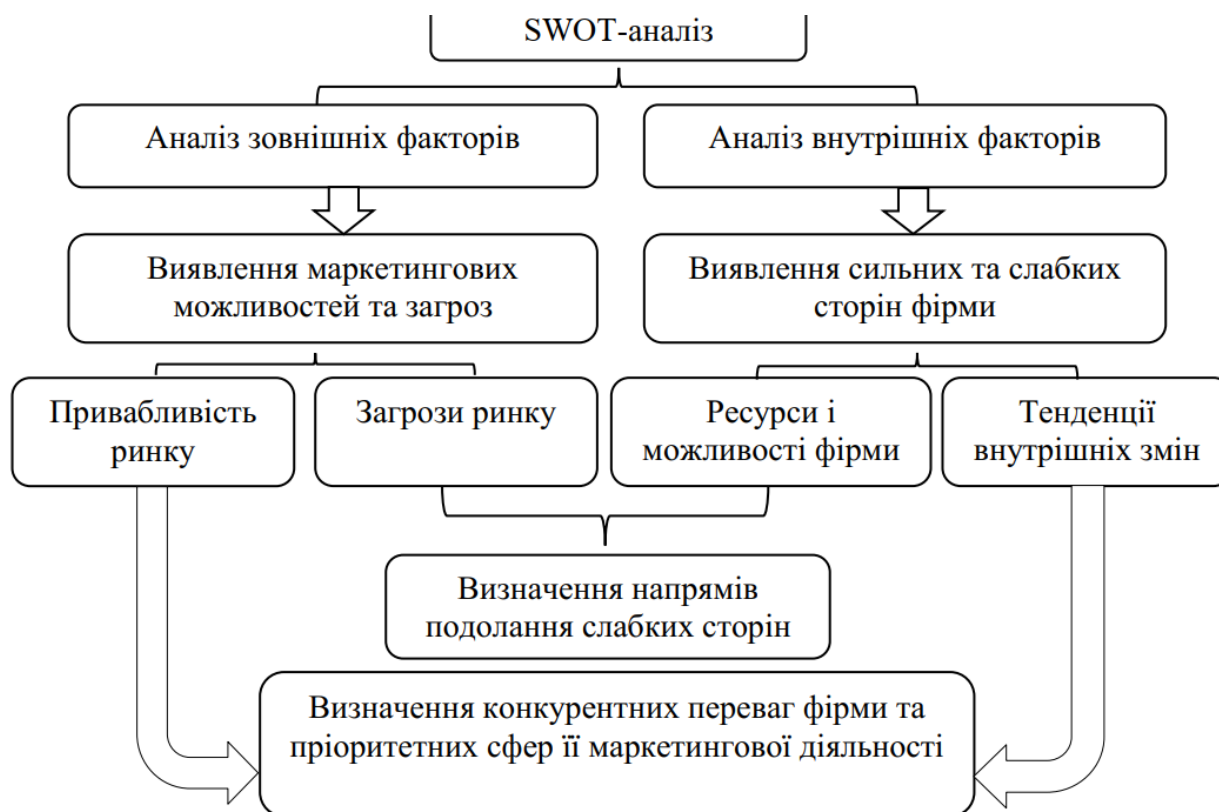 SWOT-аналіз
Аналіз зовнішніх факторів
Аналіз внутрішніх факторів
Виявлення маркетингових
можливостей та загроз
Виявлення сильних та слабких
сторін фірми
Привабливість
ринку
Загрози ринку
Ресурси і
можливості фірми
Тенденції
внутрішніх змін
Визначення напрямів
подолання слабких сторін
Визначення конкурентних переваг фірми та
пріоритетних сфер її маркетингової діяльності